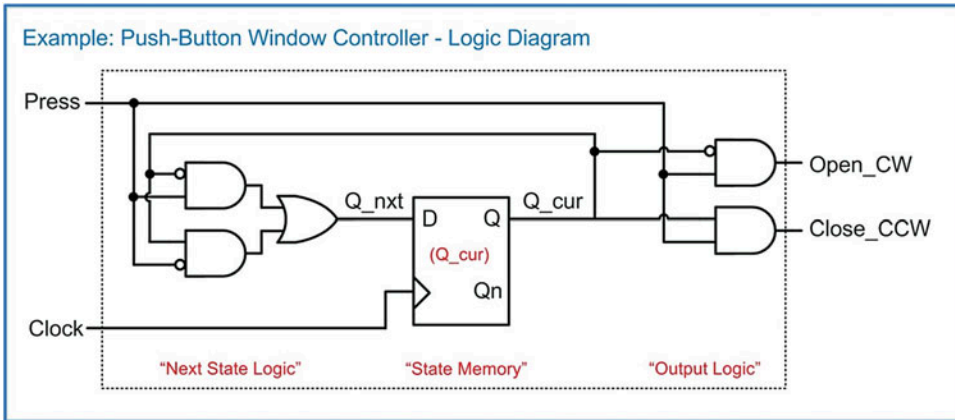 Example: Push-Button Window Controller - Logic Diagram
Press
Open_CW
Q_nxt
Q_cur
D
Q
Close_CCW
(Q_cur)
Qn
Clock
“Next State Logic”
“State Memory”
“Output Logic”